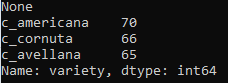 None
c_americana    70
c_cornuta      66
c_avellana     65
Name: variety, dtype: int64